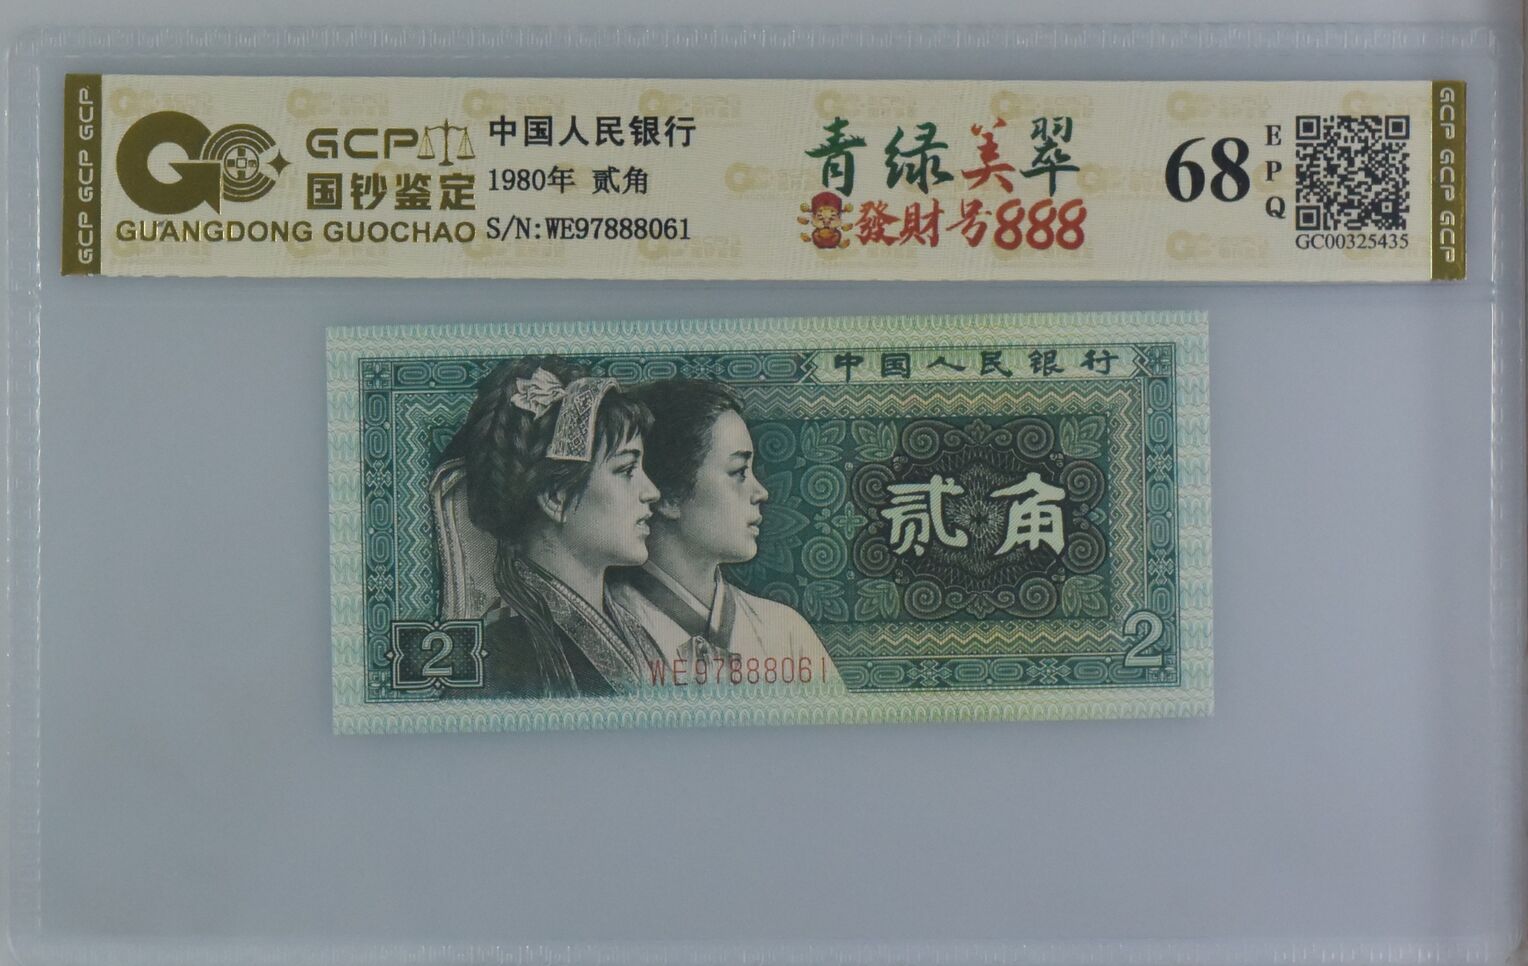 GCP GCP GCP
GCP
国钞鉴定
GUANGDONG GUOCHAO
中国人民银行
1980年 贰角
S/N:WE97888061
青绿美翠
發財号888
68
EPQ
GC00325435
GCP GCP GCP
中国人民银行
贰角
2
2
WE97888061